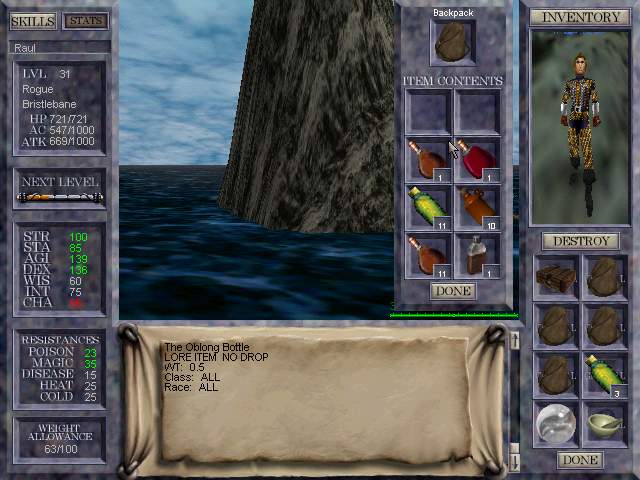 SKILLS STATS
Raul
LVL 31
Rogue
Bristlebane
HP 721/721
AC 547/1000
ATK 669/1000
NEXT LEVEL
STR 100
STA 85
AGI 139
DEX 136
WIS 60
INT 75
CHA
RESISTANCES
POISON 23
MAGIC 35
DISEASE 15
HEAT 25
COLD 25
WEIGHT
ALLOWANCE
63/100
Backpack
ITEM CONTENTS
1 1
11 10
11 1
DONE
INVENTORY
DESTROY
3
DONE
The Oblong Bottle
LORE ITEM NO DROP
WT: 0.5
Class: ALL
Race: ALL